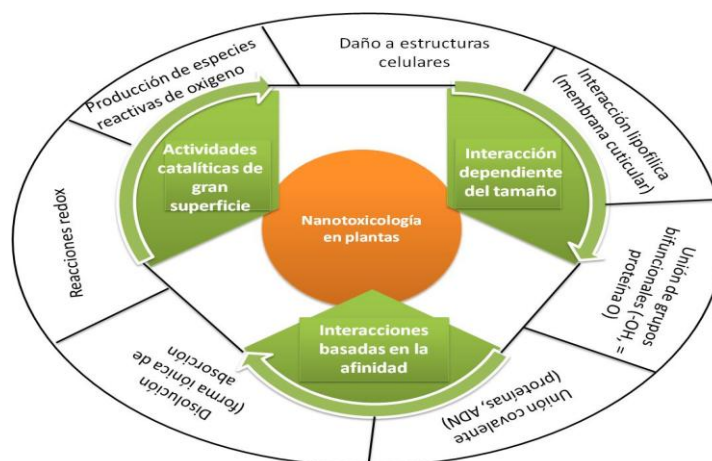 Daño a estructuras
celulares
Interacción lipofílica
(membrana cuticular)
Unión de grupos
bifuncionales (-OH, =
proteína O)
Unión covalente
(proteínas, ADN)
Disolución
(forma iónica de
absorción
Reacciones redox
Producción de especies
reactivas de oxigeno
Actividades
catalíticas de
gran
superficie
Interacción
dependiente
del tamaño
Interacciones
basadas en la
afinidad
Nanotoxicología
en plantas